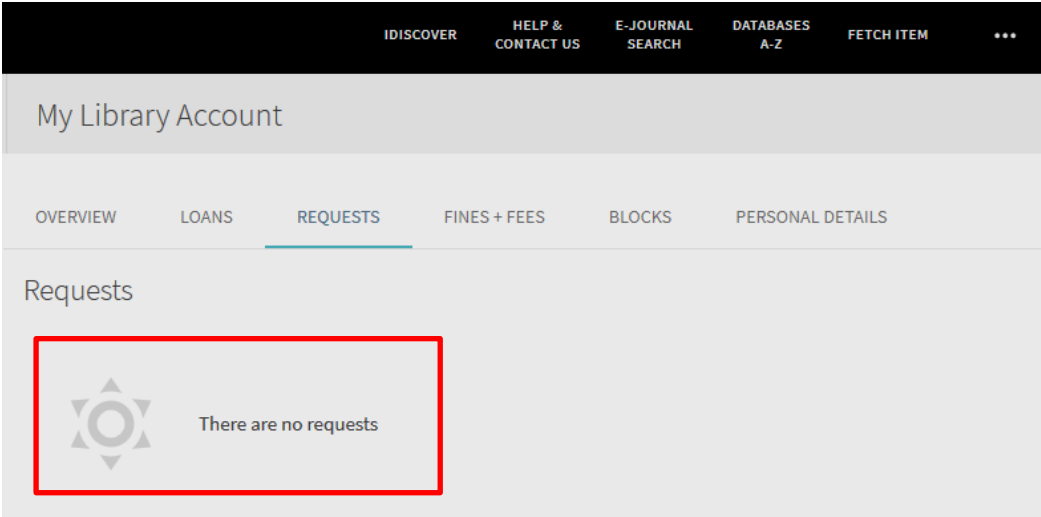 IDISCOVER
HELP &
CONTACT US
E-JOURNAL
SEARCH
DATABASES
A-Z
FETCH ITEM
•••
My Library Account
OVERVIEW LOANS REQUESTS FINES + FEES BLOCKS PERSONAL DETAILS
Requests
There are no requests